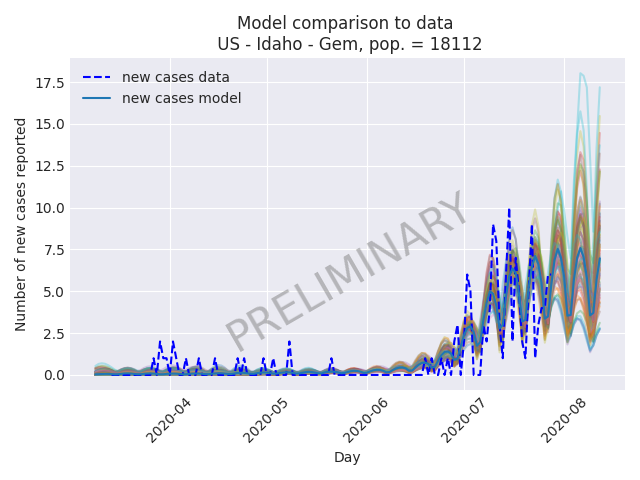 Model comparison to data
US - Idaho - Gem, pop. = 18112
new cases data
new cases model
PRELIMINARY
Number of new cases reported
17.5
15.0
12.5
10.0
7.5
5.0
2.5
0.0
2020-04
2020-05
2020-06
2020-07
2020-08
Day